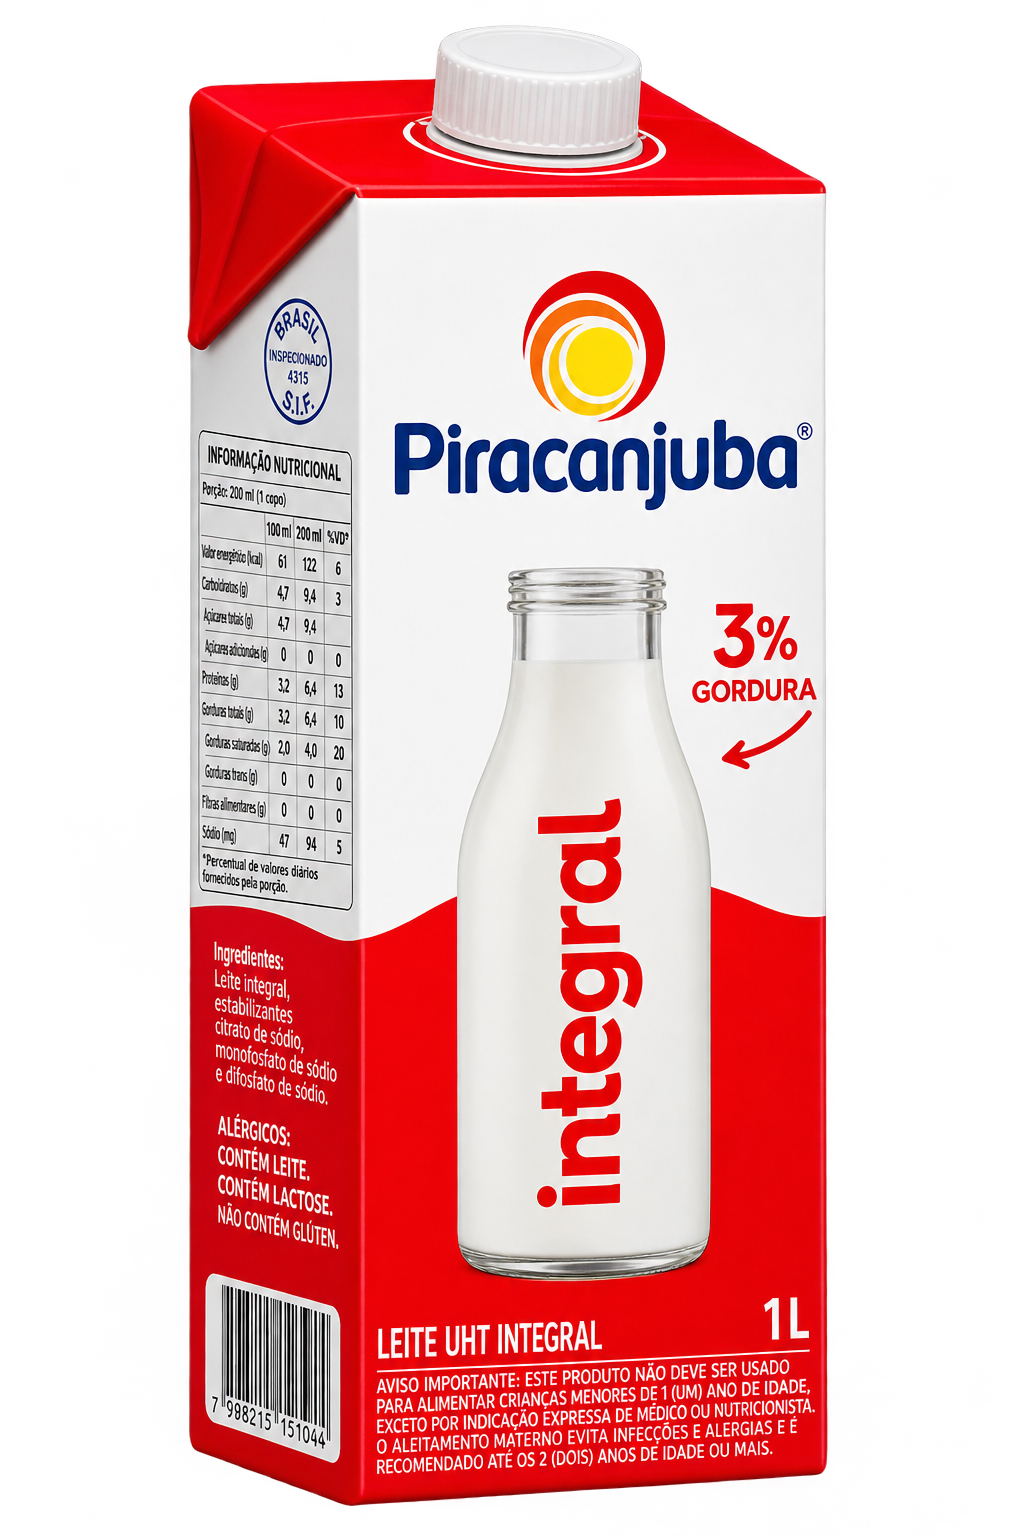 Piracanjuba®
3%
GORDURA
integral
LEITE UHT INTEGRAL
1L
AVISO IMPORTANTE: ESTE PRODUTO NÃO DEVE SER USADO
PARA ALIMENTAR CRIANÇAS MENORES DE 1 (UM) ANO DE IDADE,
EXCETO POR INDICAÇÃO EXPRESSA DE MÉDICO OU NUTRICIONISTA.
O ALEITAMENTO MATERNO EVITA INFECÇÕES E ALERGIAS E É
RECOMENDADO ATÉ OS 2 (DOIS) ANOS DE IDADE OU MAIS.
BRASIL
INSPECIONADO
4315
S.I.F.
INFORMAÇÃO NUTRICIONAL
Porção: 200 ml (1 copo)
100 ml 200 ml %VD*
Valor energético (kcal) 61 122 6
Carboidratos (g) 4,7 9,4 3
Açúcares totais (g) 4,7 9,4
Açúcares adicionados (g) 0 0 0
Proteínas (g) 3,2 6,4 13
Gorduras totais (g) 3,2 6,4 10
Gorduras saturadas (g) 2,0 4,0 20
Gorduras trans (g) 0 0 0
Fibras alimentares (g) 0 0 0
Sódio (mg) 47 94 5
*Percentual de valores diários
fornecidos pela porção.
Ingredientes:
Leite integral,
estabilizantes
citrato de sódio,
monofosfato de sódio
e difosfato de sódio.
ALÉRGICOS:
CONTÉM LEITE.
CONTÉM LACTOSE.
NÃO CONTÉM GLÚTEN.
7 988215 151044